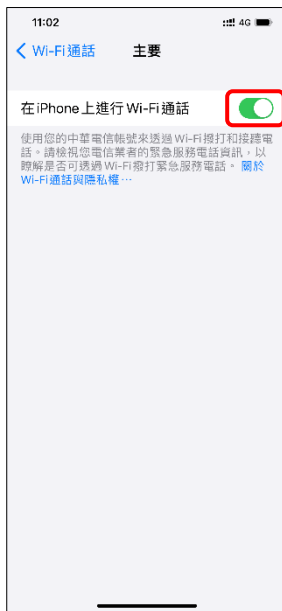 11:02
4G
Wi-Fi通話
主要
在iPhone上進行Wi-Fi通話
使用您的中華電信帳號來透過Wi-Fi撥打和接聽電
話。請檢視您電信業者的緊急服務電話資訊，以
瞭解是否可透過Wi-Fi撥打緊急服務電話。關於
Wi-Fi通話與隱私權⋯